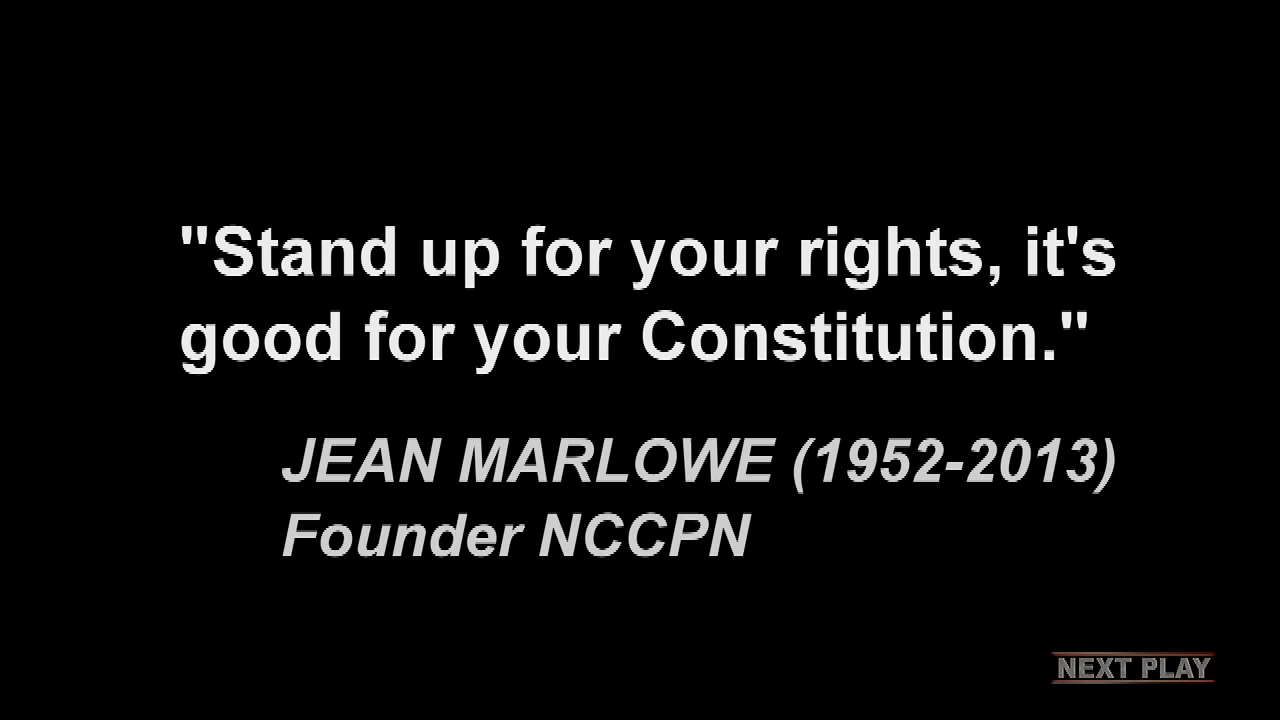 "Stand up for your rights, it's
good for your Constitution."
JEAN MARLOWE (1952-2013)
Founder NCCPN
NEXT PLAY